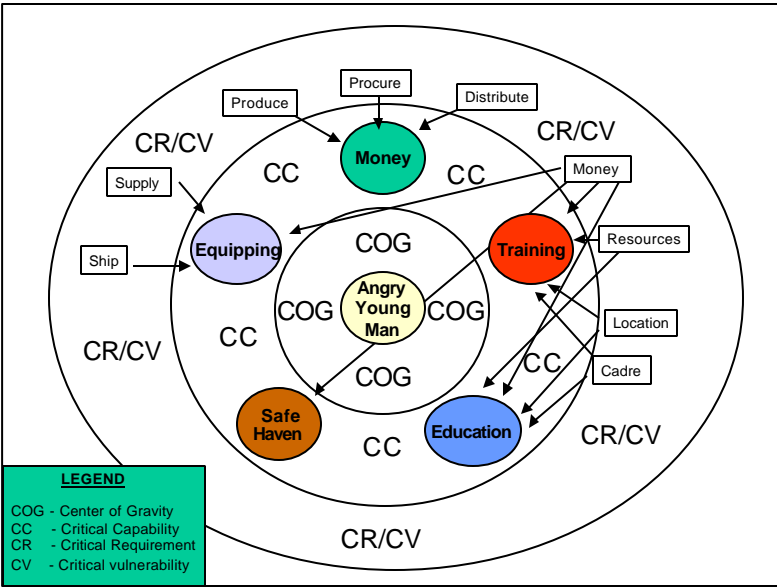 Procure
Produce
Distribute
CR/CV
CR/CV
Money
CC
CC
Money
Supply
Equipping
COG
Training
Resources
Ship
Angry
Young
Man
COG
COG
Location
CR/CV
CC
CC
Cadre
COG
Safe
Haven
Education
CC
CR/CV
CR/CV
LEGEND
COG - Center of Gravity
CC - Critical Capability
CR - Critical Requirement
CV - Critical vulnerability